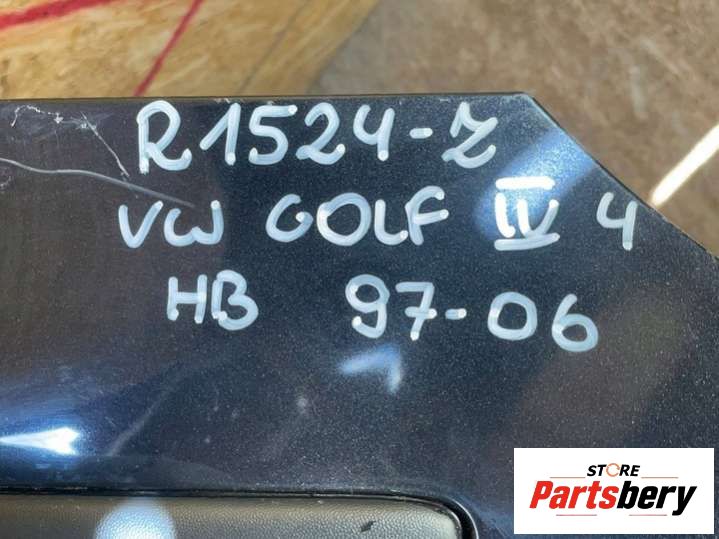 R1524-Z
VW GOLF IV 4
HB 97-06
STORE
Partsbery